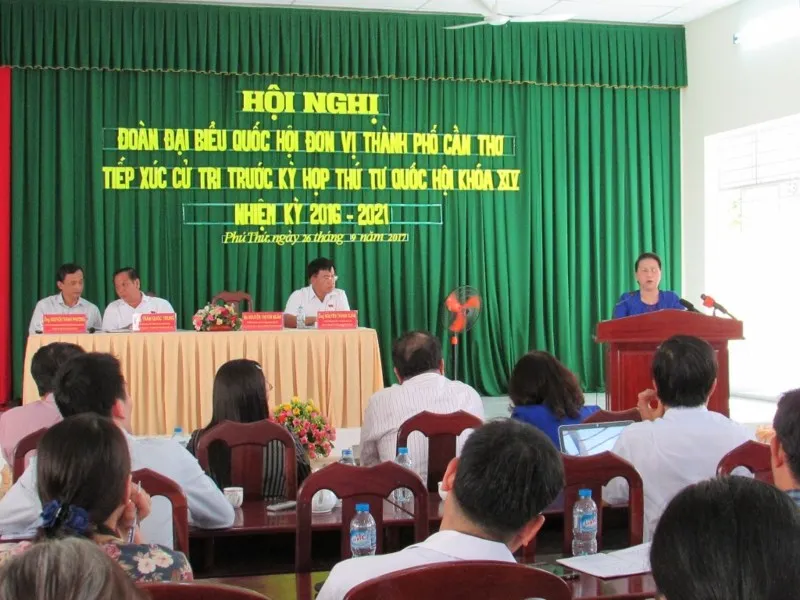 HỘI NGHỊ
ĐOÀN ĐẠI BIỂU QUỐC HỘI ĐƠN VỊ THÀNH PHỐ CẦN THƠ
TIẾP XÚC CỬ TRI TRƯỚC KỲ HỌP THỨ TƯ QUỐC HỘI KHÓA XIV
NHIỆM KỲ 2016 - 2021
Phú Thứ, ngày 26 tháng 9 năm 2017